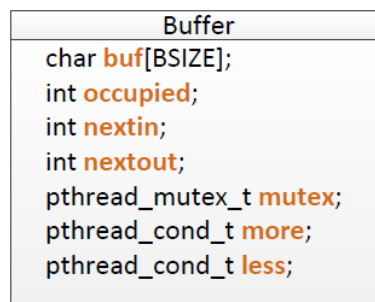 Buffer
char buf[BSIZE];
int occupied;
int nextin;
int nextout;
pthread_mutex_t mutex;
pthread_cond_t more;
pthread_cond_t less;